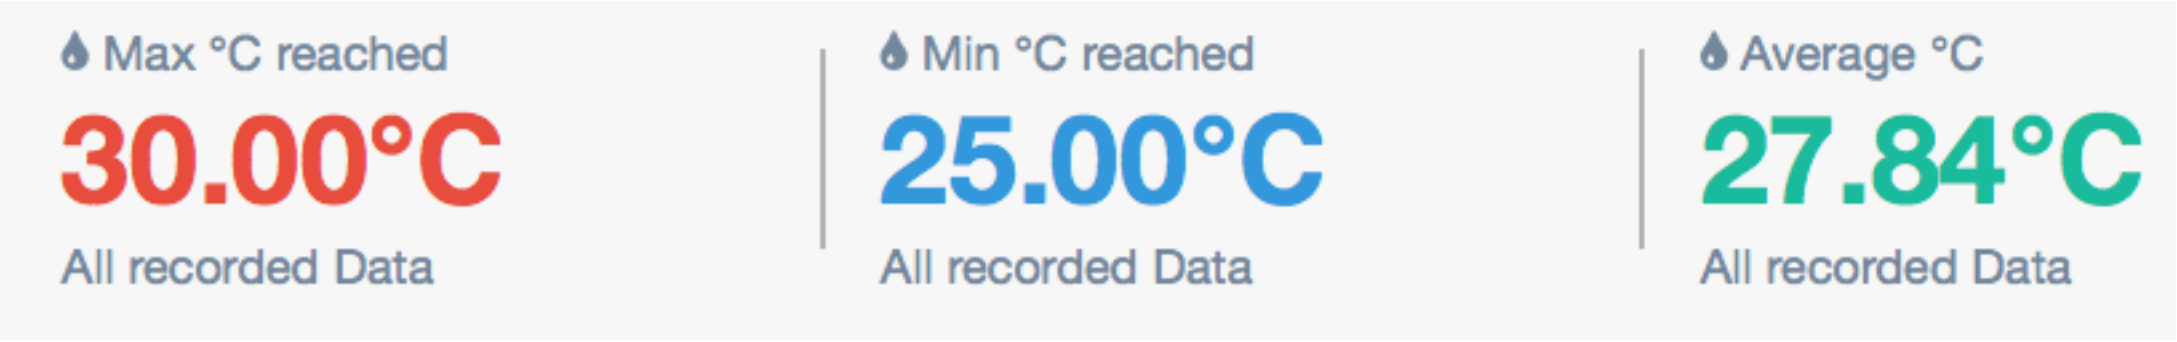 Max °C reached
30.00°C
All recorded Data
Min °C reached
25.00°C
All recorded Data
Average °C
27.84°C
All recorded Data